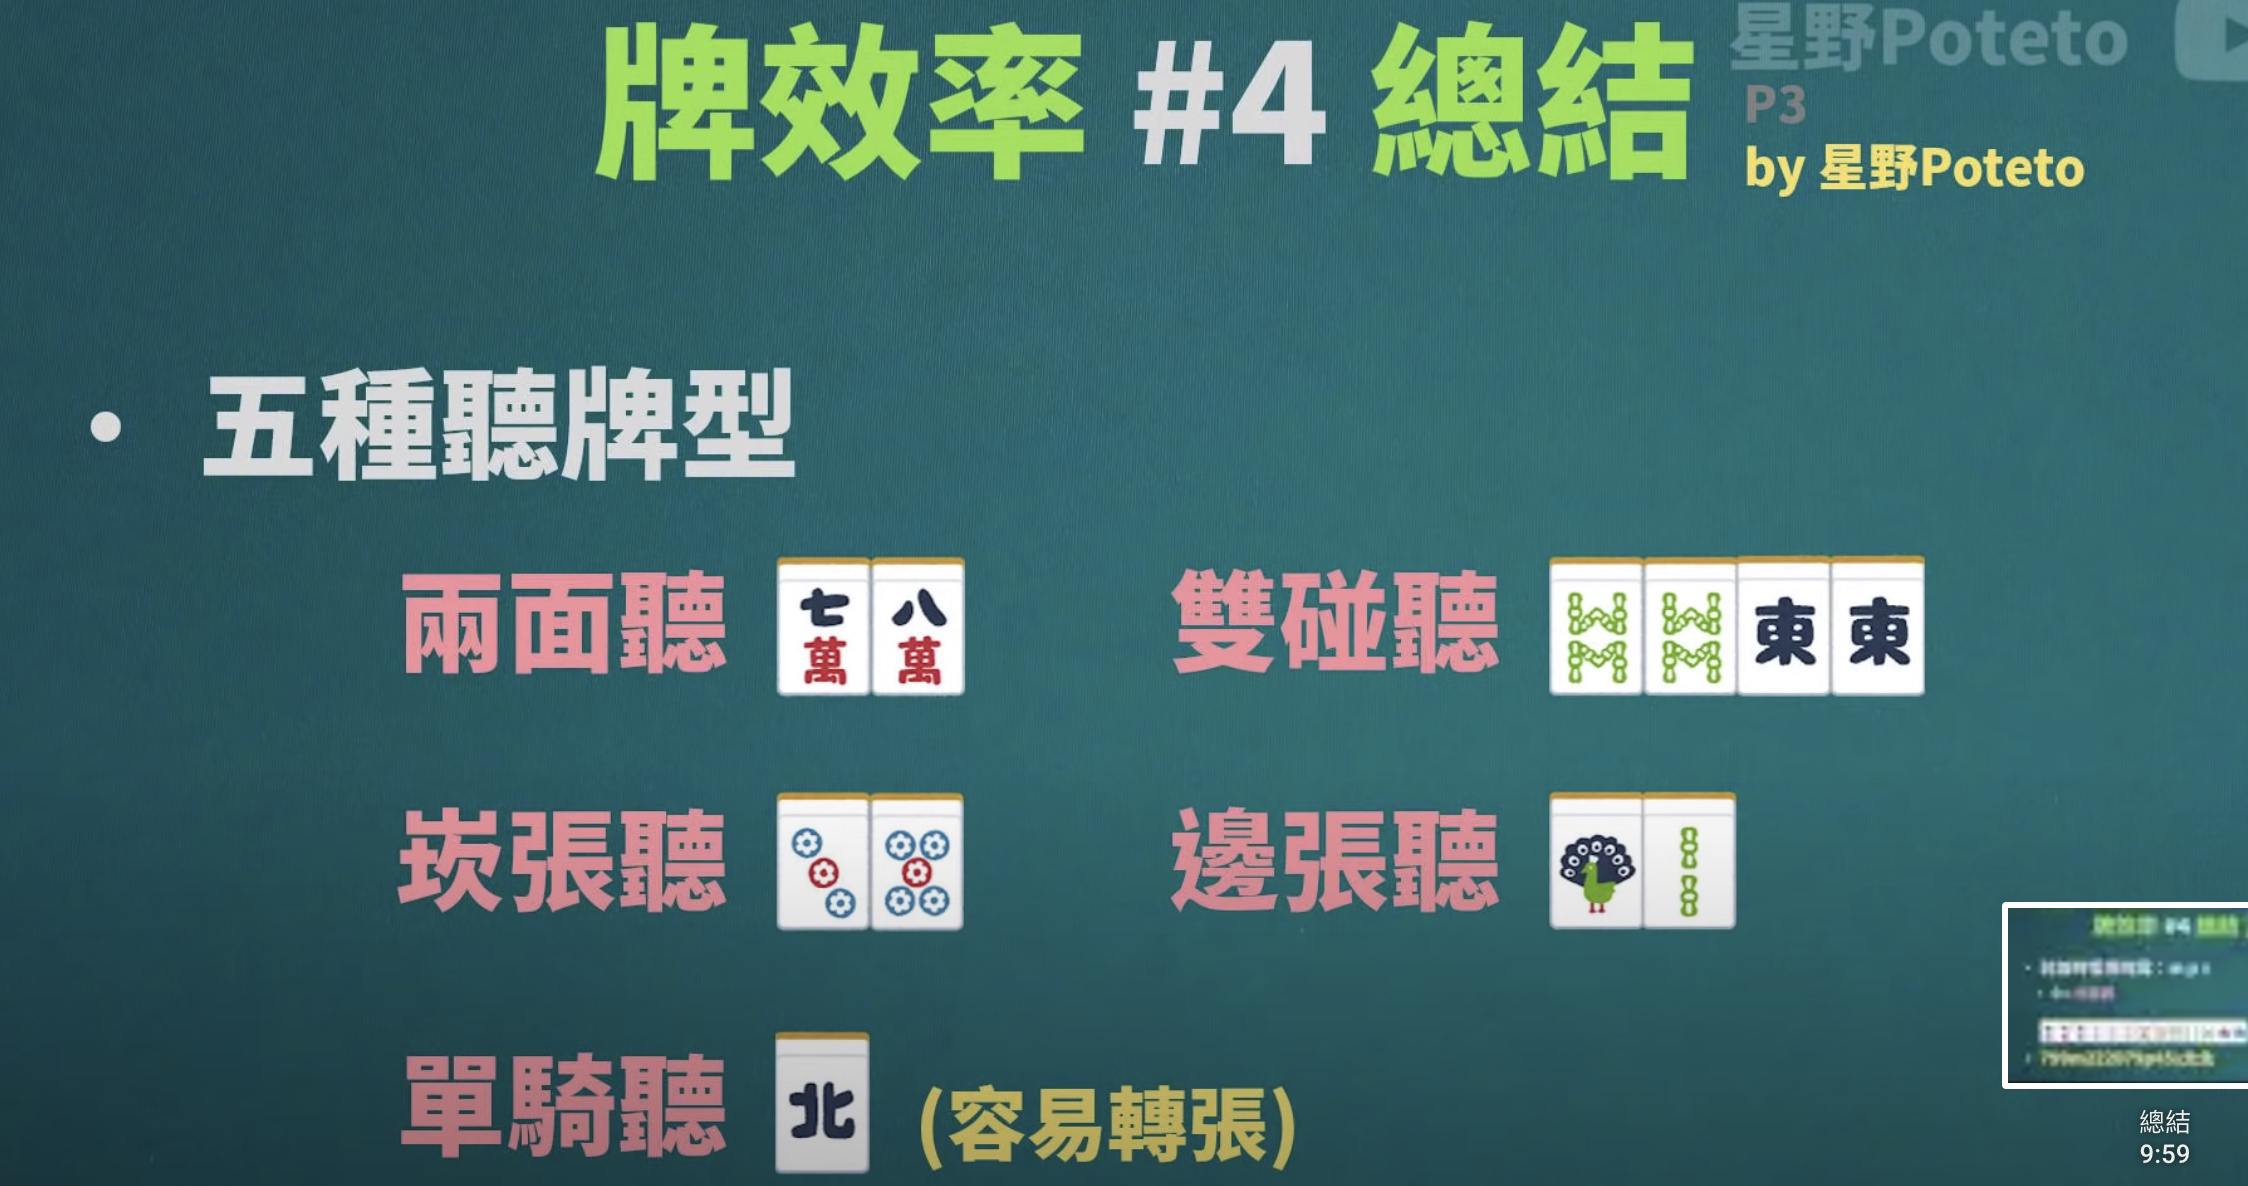 星野Poteto
牌效率 #4 總結
P3
by 星野Poteto
• 五種聽牌型
兩面聽 七萬 八萬 雙碰聽 東 東
崁張聽 邊張聽
單騎聽 北 (容易轉張)
總結
9:59